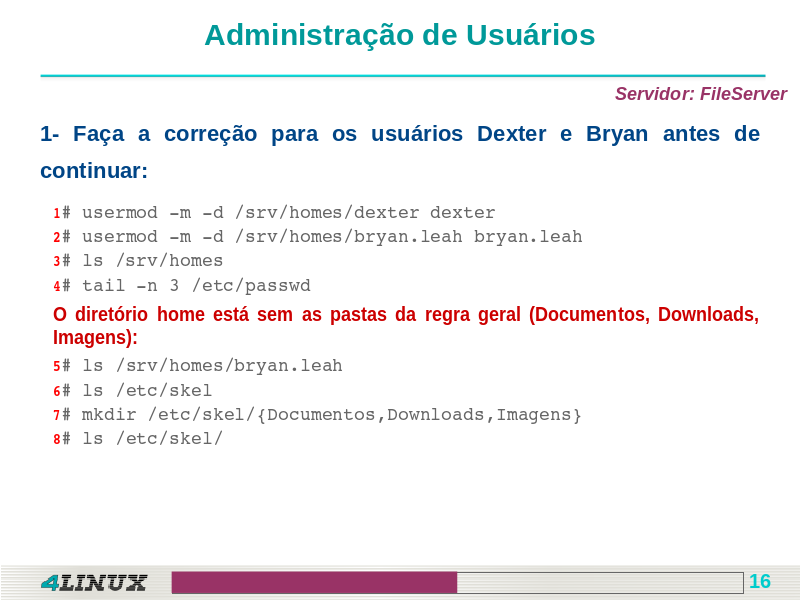 Administração de Usuários
Servidor: FileServer
1- Faça a correção para os usuários Dexter e Bryan antes de
continuar:
1# usermod -m -d /srv/homes/dexter dexter
2# usermod -m -d /srv/homes/bryan.leah bryan.leah
3# ls /srv/homes
4# tail -n 3 /etc/passwd
O diretório home está sem as pastas da regra geral (Documentos, Downloads,
Imagens):
5# ls /srv/homes/bryan.leah
6# ls /etc/skel
7# mkdir /etc/skel/{Documentos,Downloads,Imagens}
8# ls /etc/skel/
4LINUX
16